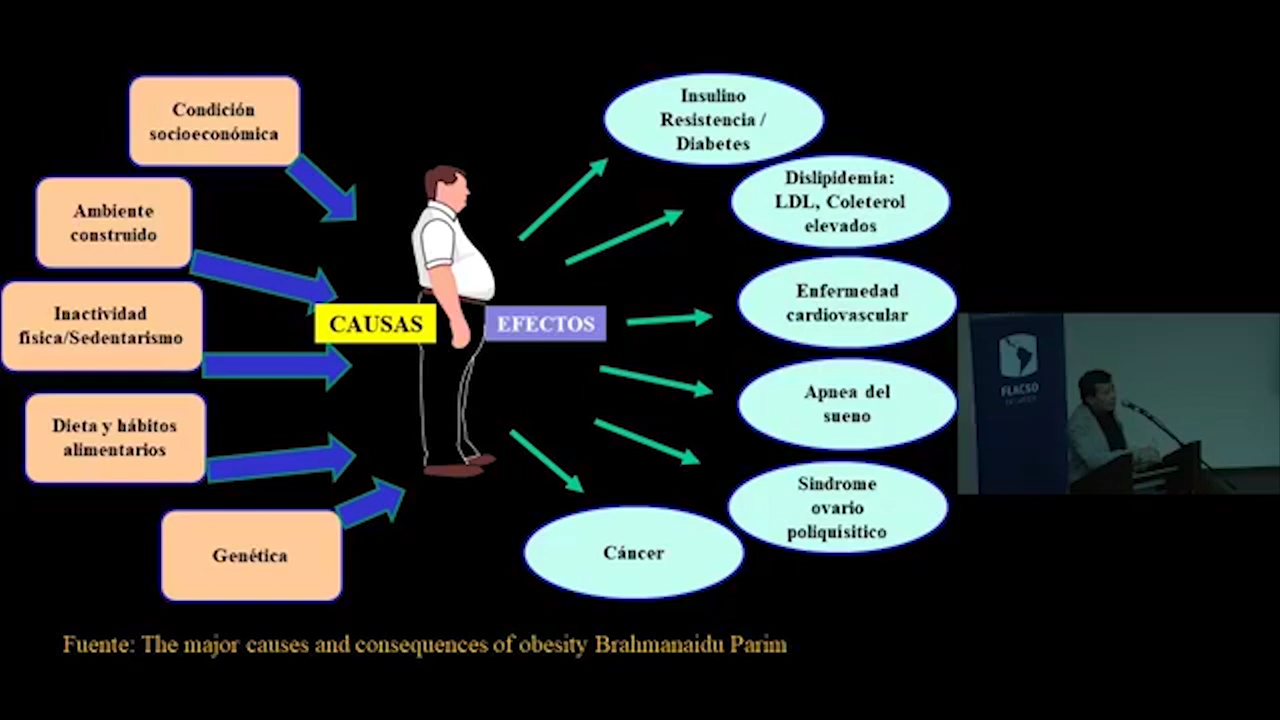 Condición
socioeconómica
Ambiente
construido
Inactividad
física/Sedentarismo
Dieta y hábitos
alimentarios
Genética
CAUSAS
EFECTOS
Insulino
Resistencia /
Diabetes
Dislipidemia:
LDL, Coleterol
elevados
Enfermedad
cardiovascular
Apnea del
sueno
Sindrome
ovario
poliquísitico
Cáncer
Fuente: The major causes and consequences of obesity Brahmanaidu Parim
FLACSO